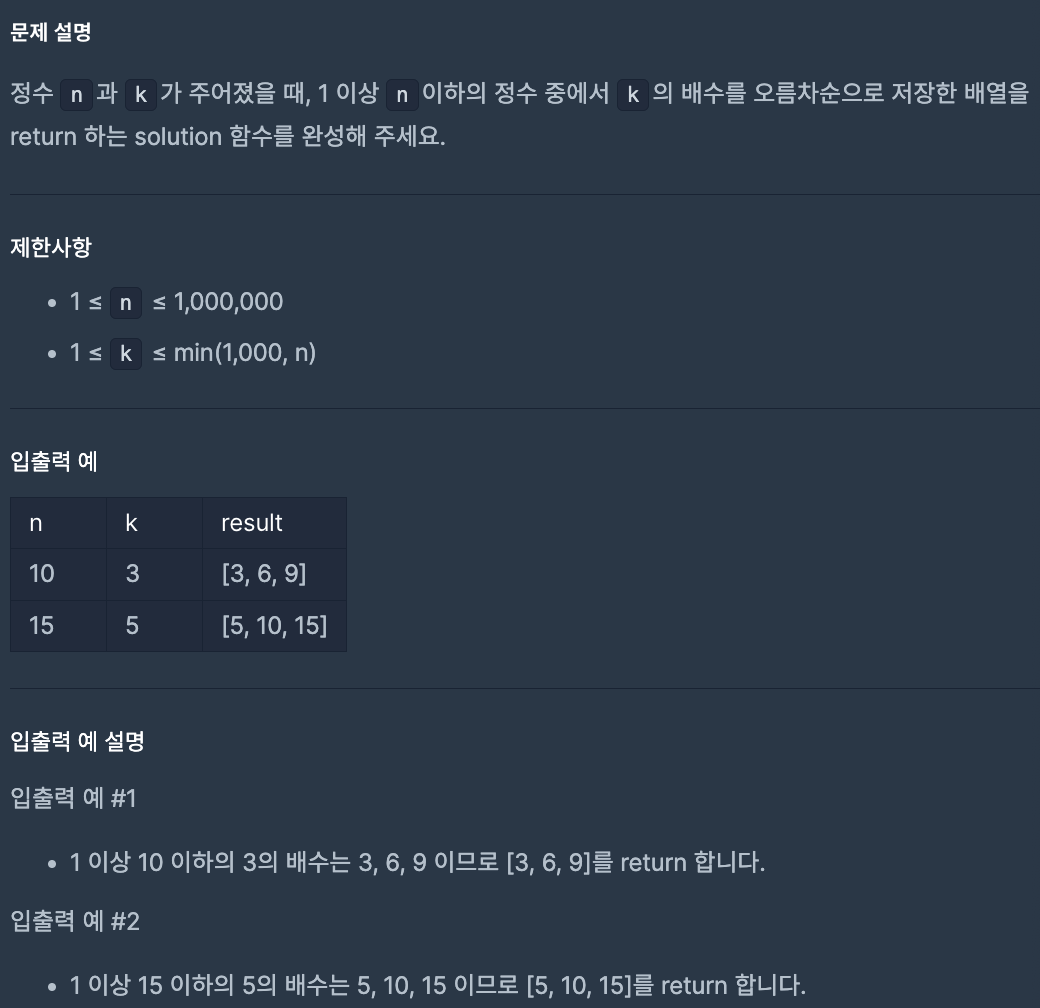 문제 설명
정수 n 과 k 가 주어졌을 때, 1 이상 n 이하의 정수 중에서 k 의 배수를 오름차순으로 저장한 배열을
return 하는 solution 함수를 완성해 주세요.
제한사항
• 1 ≤ n ≤ 1,000,000
• 1 ≤ k ≤ min(1,000, n)
입출력 예
n k result
10 3 [3, 6, 9]
15 5 [5, 10, 15]
입출력 예 설명
입출력 예 #1
• 1 이상 10 이하의 3의 배수는 3, 6, 9 이므로 [3, 6, 9]를 return 합니다.
입출력 예 #2
• 1 이상 15 이하의 5의 배수는 5, 10, 15 이므로 [5, 10, 15]를 return 합니다.